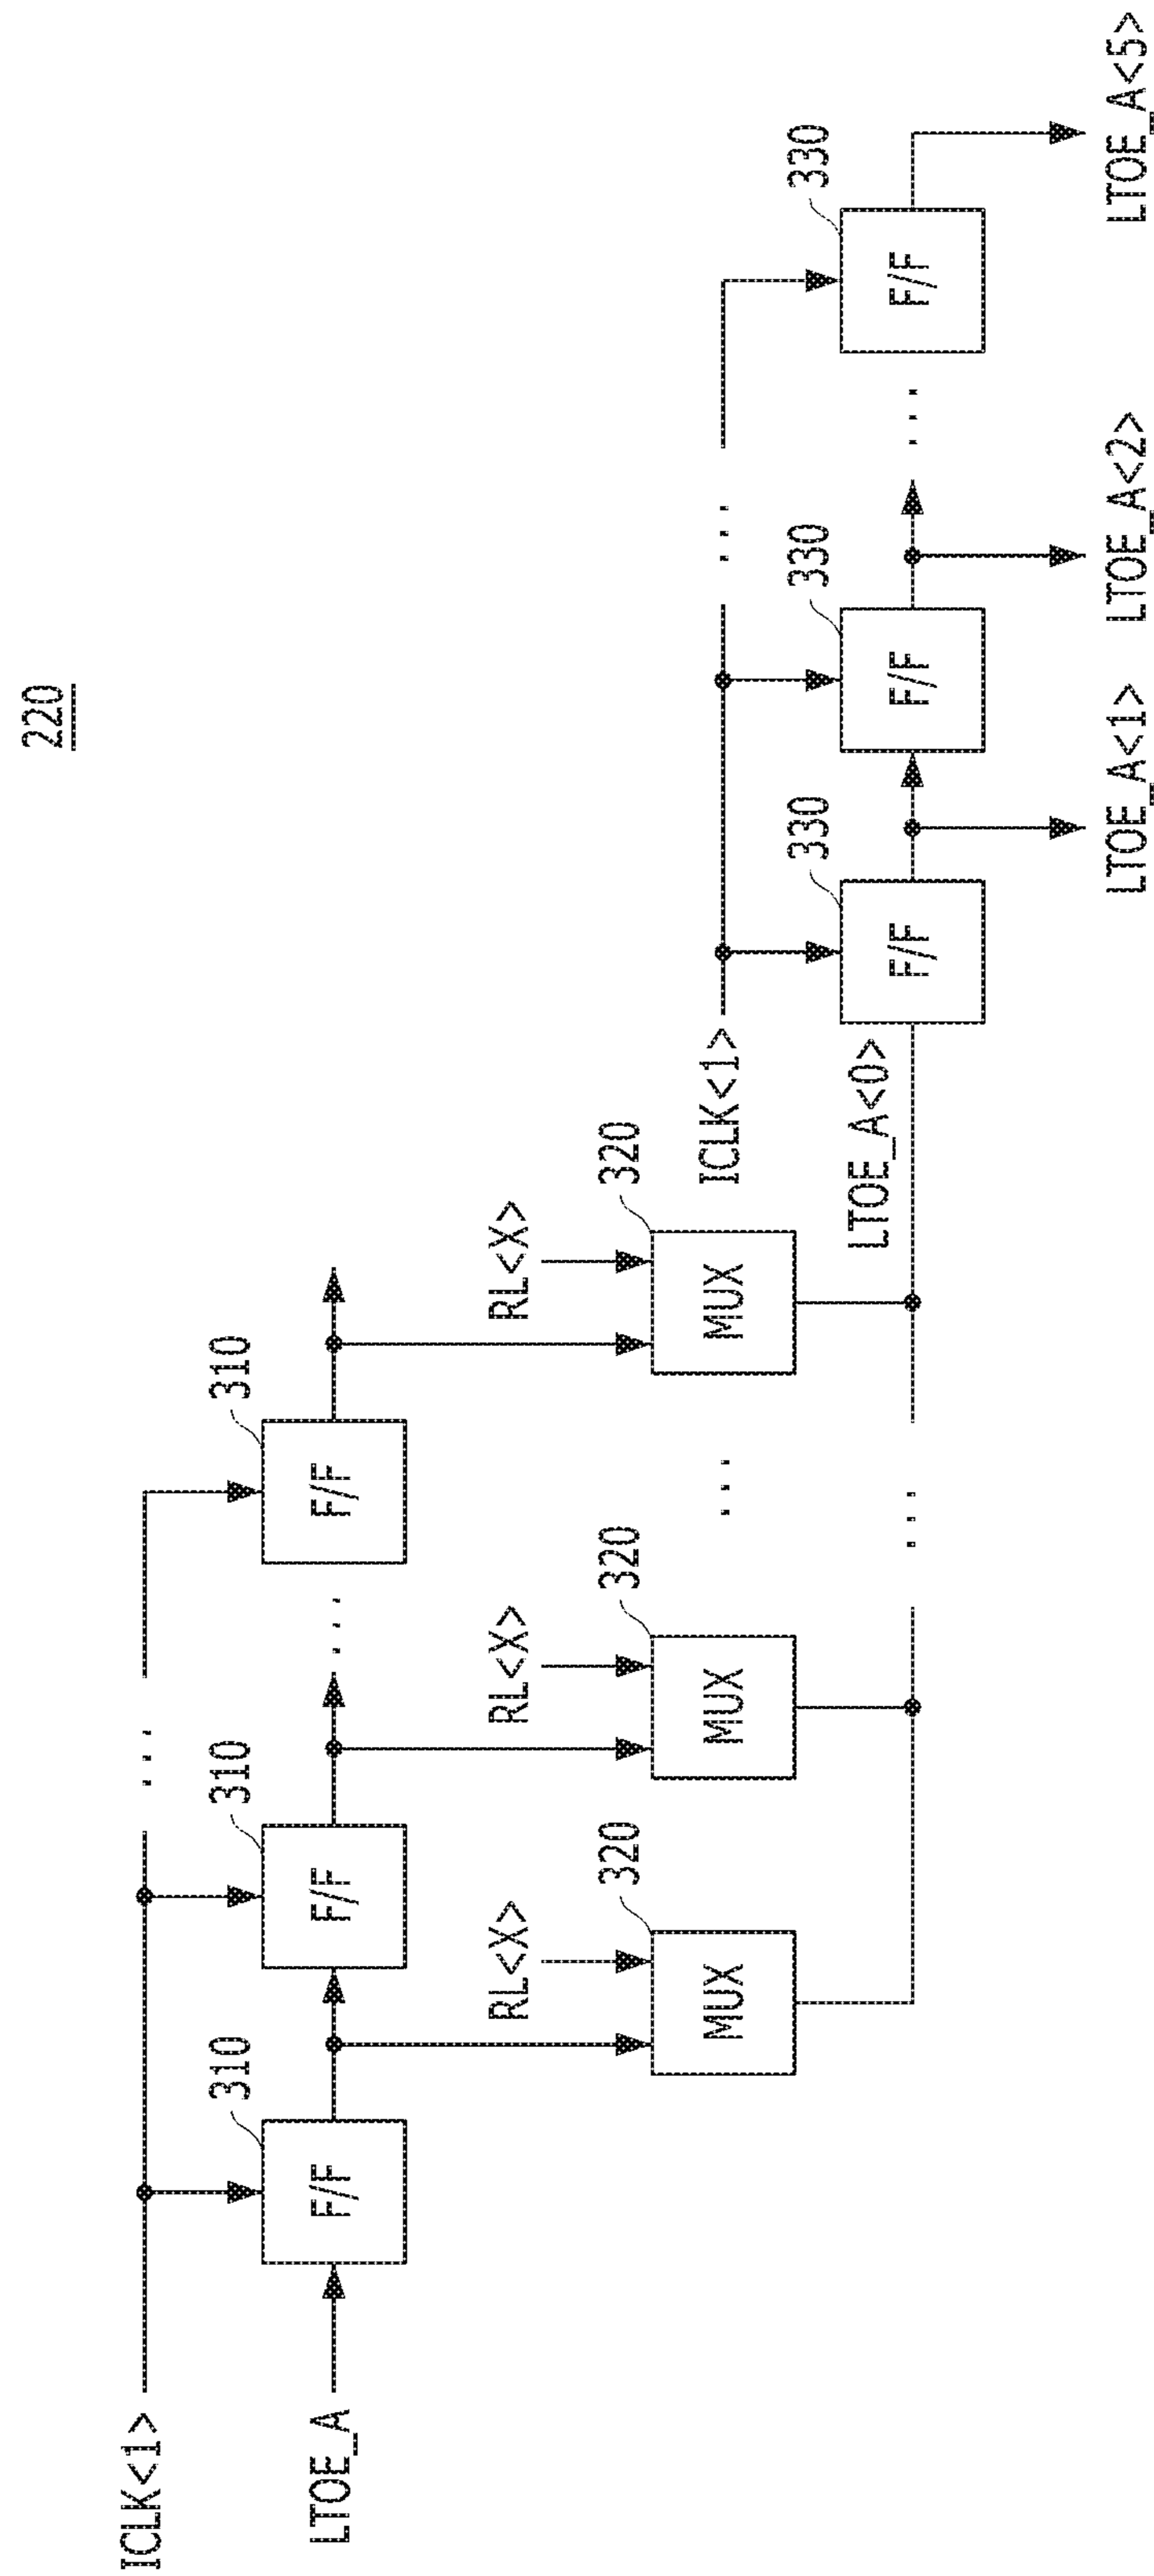 220
ICLK<1>
310
310
310
LTOE_A
F/F
F/F
F/F
RL<X>
RL<X>
RL<X>
320
320
320
MUX
MUX
...
MUX
ICLK<1>
...
330
330
330
LTOE_A<0>
F/F
F/F
...
F/F
LTOE_A<1>
LTOE_A<2>
LTOE_A<5>